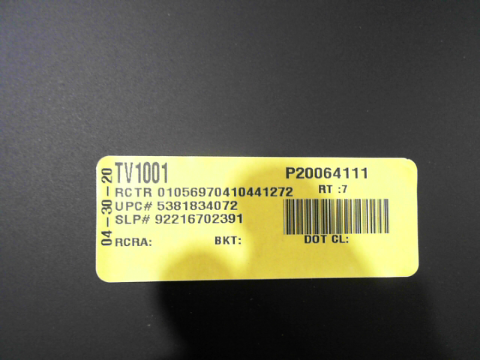 04-30-20
TV1001
P20064111
RCTR 01056970410441272
RT :7
UPC# 5381834072
SLP# 92216702391
RCRA:
BKT:
DOT CL: